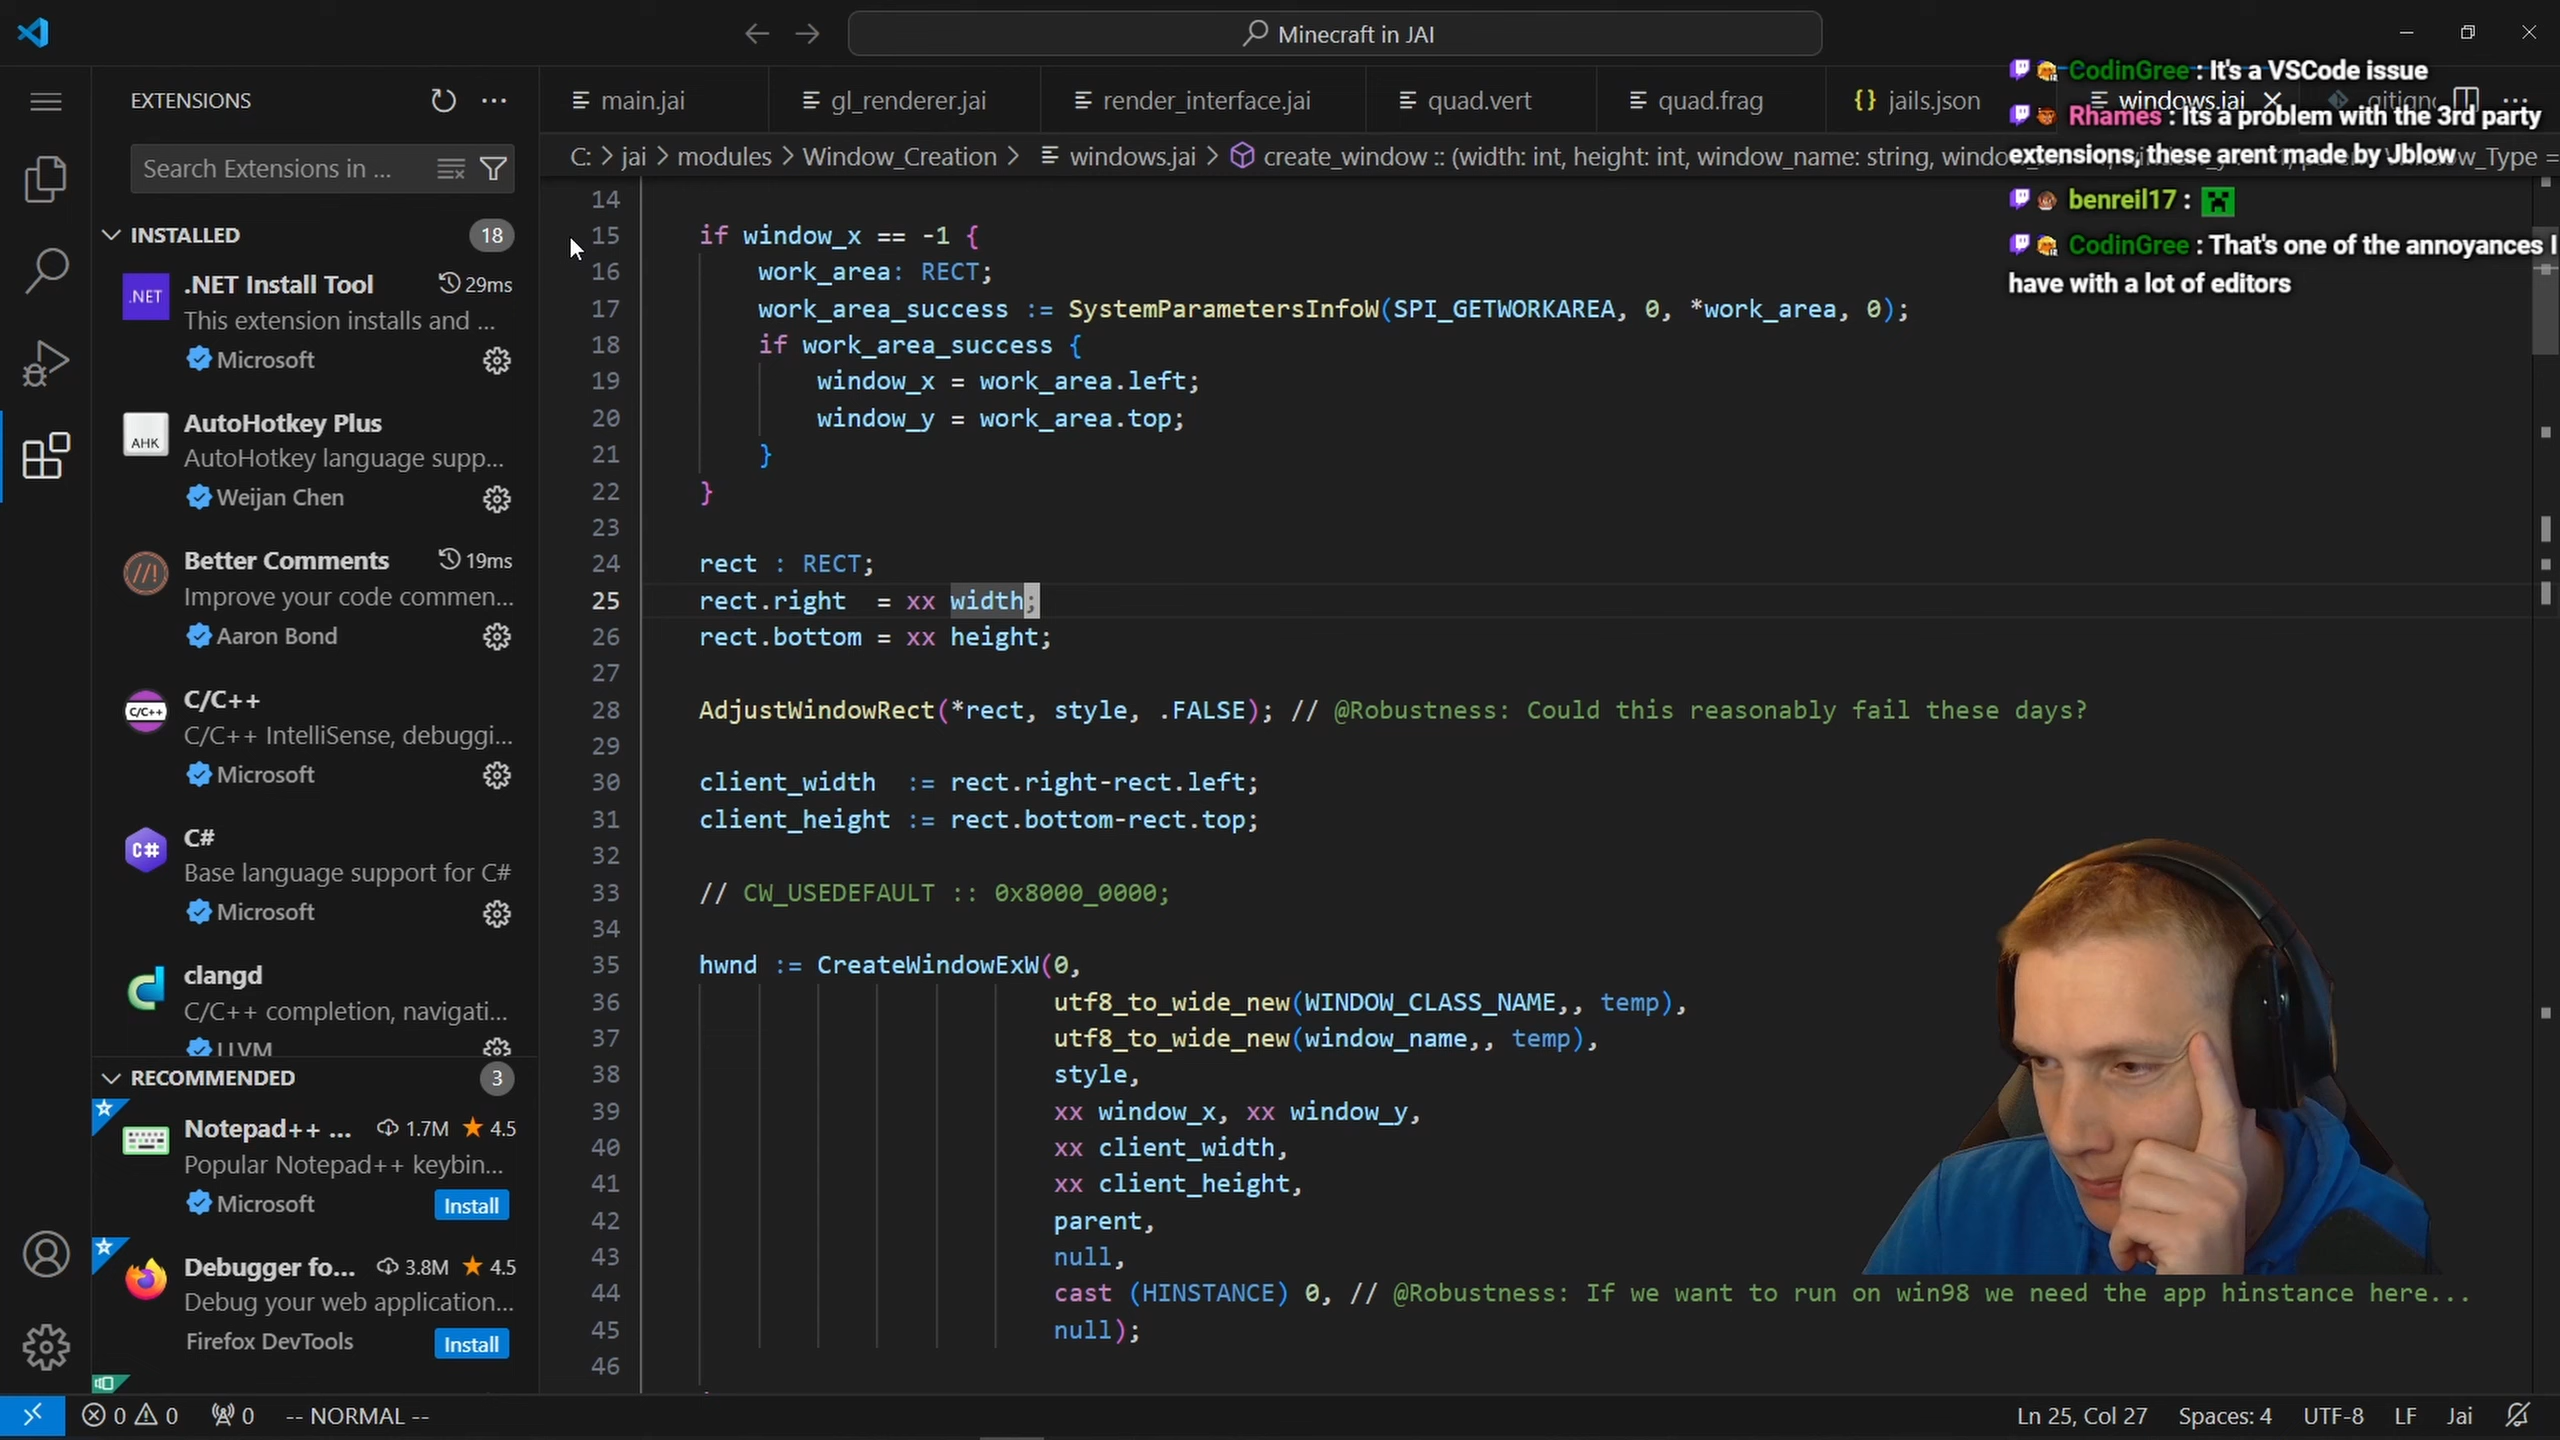 Minecraft in JAI
EXTENSIONS
Search Extensions in ...
INSTALLED
18
.NET
.NET Install Tool
29ms
This extension installs and ...
Microsoft
AHK
AutoHotkey Plus
AutoHotkey language supp...
Weijan Chen
//!
Better Comments
19ms
Improve your code commen...
Aaron Bond
C/C++
C/C++
C/C++ IntelliSense, debuggi...
Microsoft
C#
C#
Base language support for C#
Microsoft
clangd
C/C++ completion, navigati...
LLVM
RECOMMENDED
3
Notepad++ ...
1.7M
4.5
Popular Notepad++ keybin...
Microsoft
Install
Debugger fo...
3.8M
4.5
Debug your web application...
Firefox DevTools
Install
main.jai
gl_renderer.jai
render_interface.jai
quad.vert
quad.frag
{} jails.json
windows.jai
C: > jai > modules > Window_Creation > windows.jai > create_window :: (width: int, height: int, window_name: string,
CodinGree : It's a VSCode issue
Rhames : Its a problem with the 3rd party
extensions, these arent made by Jblow
benreil17 :
CodinGree : That's one of the annoyances I
have with a lot of editors
14
15 if window_x == -1 {
16 work_area: RECT;
17 work_area_success := SystemParametersInfoW(SPI_GETWORKAREA, 0, *work_area, 0);
18 if work_area_success {
19 window_x = work_area.left;
20 window_y = work_area.top;
21 }
22 }
23
24 rect : RECT;
25 rect.right  = xx width;
26 rect.bottom = xx height;
27
28 AdjustWindowRect(*rect, style, .FALSE); // @Robustness: Could this reasonably fail these days?
29
30 client_width  := rect.right-rect.left;
31 client_height := rect.bottom-rect.top;
32
33 // CW_USEDEFAULT :: 0x8000_0000;
34
35 hwnd := CreateWindowExW(0,
36 utf8_to_wide_new(WINDOW_CLASS_NAME,, temp),
37 utf8_to_wide_new(window_name,, temp),
38 style,
39 xx window_x, xx window_y,
40 xx client_width,
41 xx client_height,
42 parent,
43 null,
44 cast (HINSTANCE) 0, // @Robustness: If we want to run on win98 we need the app hinstance here...
45 null);
46
0 0
0
-- NORMAL --
Ln 25, Col 27
Spaces: 4
UTF-8
LF
Jai